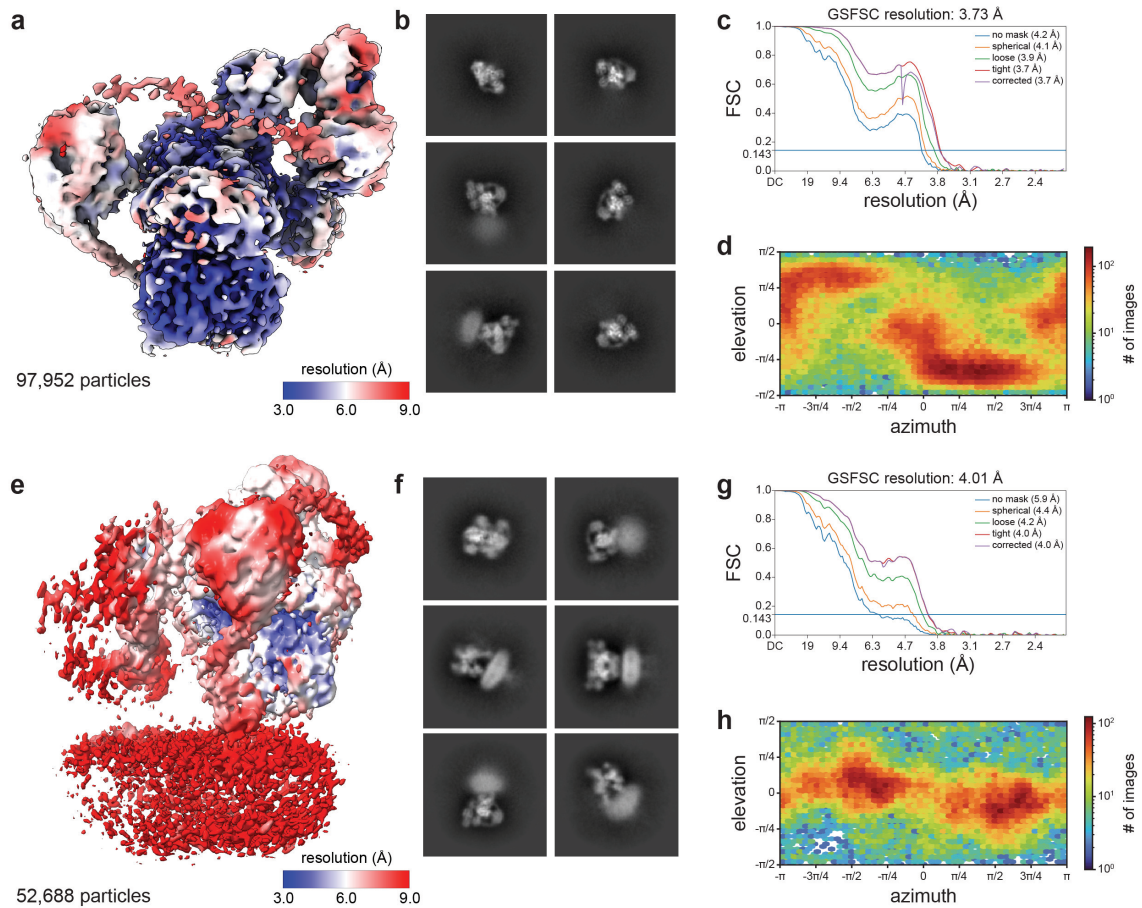 a
97,952 particles
resolution (Å)
3.0 6.0 9.0
b
c
GSFSC resolution: 3.73 Å
no mask (4.2 Å)
spherical (4.1 Å)
loose (3.9 Å)
tight (3.7 Å)
corrected (3.7 Å)
FSC
1.0
0.8
0.6
0.4
0.2
0.143
0.0
DC 19 9.4 6.3 4.7 3.8 3.1 2.7 2.4
resolution (Å)
d
elevation
π/2
π/4
0
-π/4
-π/2
-π -3π/4 -π/2 -π/4 0 π/4 π/2 3π/4 π
azimuth
10²
10¹
10⁰
# of images
e
52,688 particles
resolution (Å)
3.0 6.0 9.0
f
g
GSFSC resolution: 4.01 Å
no mask (5.9 Å)
spherical (4.4 Å)
loose (4.2 Å)
tight (4.0 Å)
corrected (4.0 Å)
FSC
1.0
0.8
0.6
0.4
0.2
0.143
0.0
DC 19 9.4 6.3 4.7 3.8 3.1 2.7 2.4
resolution (Å)
h
elevation
π/2
π/4
0
-π/4
-π/2
-π -3π/4 -π/2 -π/4 0 π/4 π/2 3π/4 π
azimuth
10²
10¹
10⁰
# of images